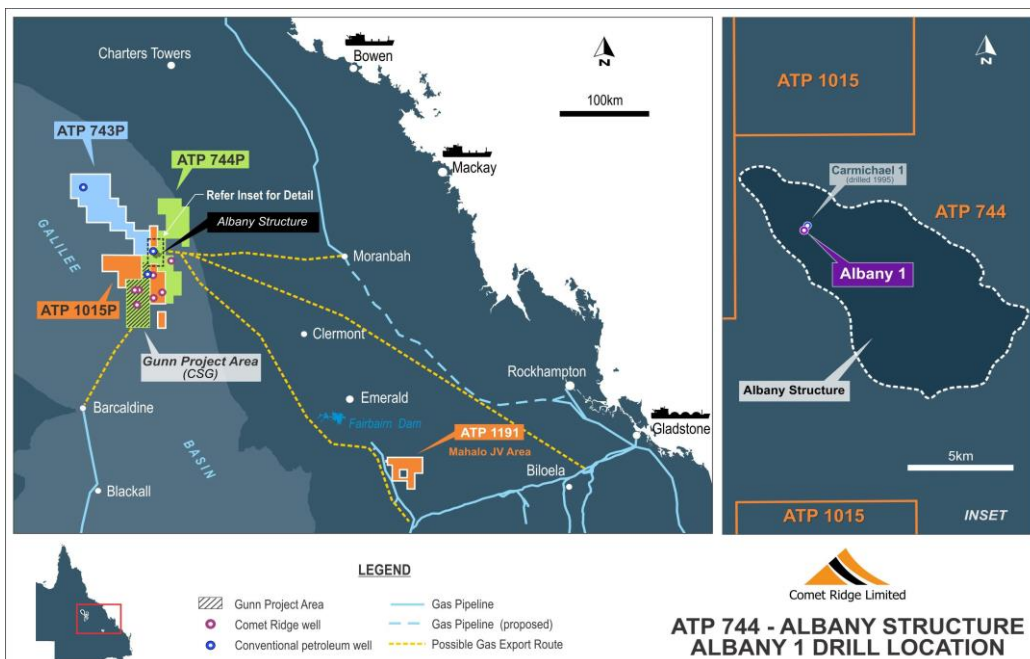 Charters Towers
Bowen
100km
N
ATP 743P
ATP 744P
Mackay
Refer Inset for Detail
Albany Structure
GALILEE
Moranbah
ATP 1015P
Clermont
Gunn Project Area
(CSG)
Rockhampton
Barcaldine
Emerald
Fairbairn Dam
Gladstone
ATP 1191
Mahalo JV Area
BASIN
Biloela
Blackall
ATP 1015
N
Carmichael 1
(drilled 1995)
ATP 744
Albany 1
Albany Structure
5km
ATP 1015
INSET
LEGEND
Gunn Project Area
Comet Ridge well
Conventional petroleum well
Gas Pipeline
Gas Pipeline (proposed)
Possible Gas Export Route
Comet Ridge Limited
ATP 744 - ALBANY STRUCTURE
ALBANY 1 DRILL LOCATION